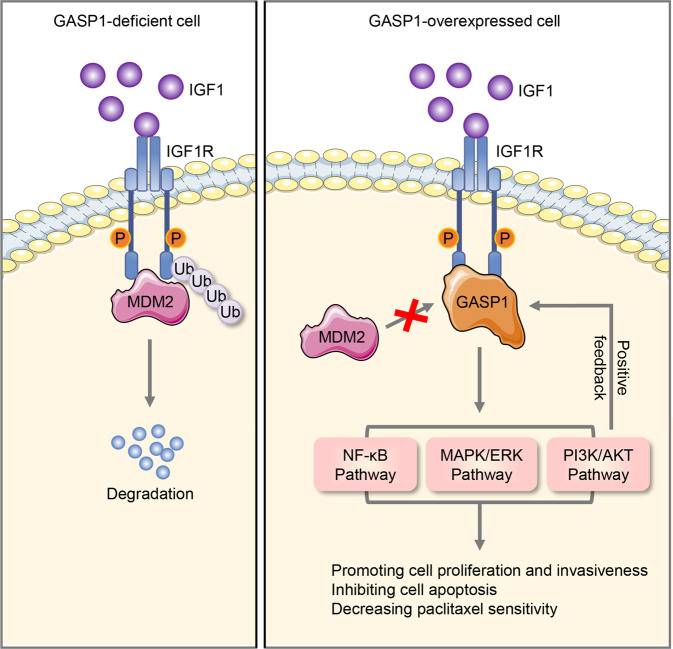 GASP1-deficient cell
IGF1
IGF1R
P
P
Ub
Ub
Ub
Ub
MDM2
Degradation
GASP1-overexpressed cell
IGF1
IGF1R
P
P
GASP1
MDM2
Positive
feedback
NF-κB
Pathway
MAPK/ERK
Pathway
PI3K/AKT
Pathway
Promoting cell proliferation and invasiveness
Inhibiting cell apoptosis
Decreasing paclitaxel sensitivity